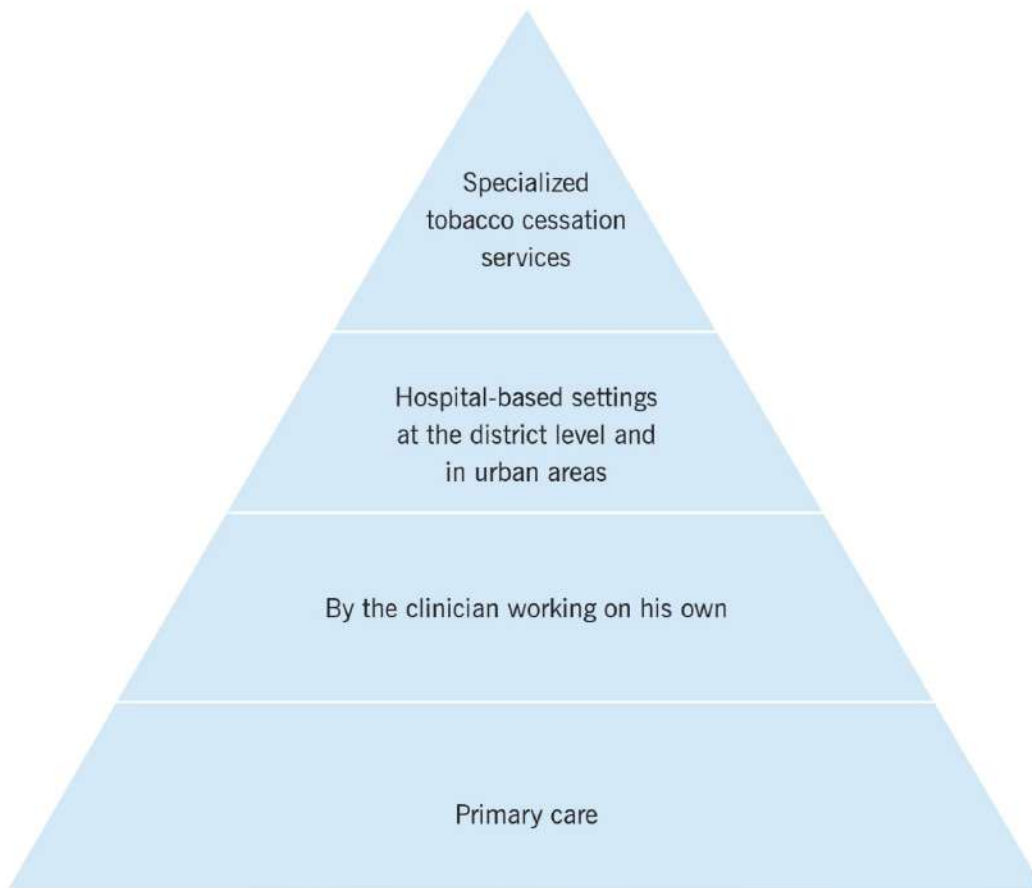 Specialized
tobacco cessation
services
Hospital-based settings
at the district level and
in urban areas
By the clinician working on his own
Primary care